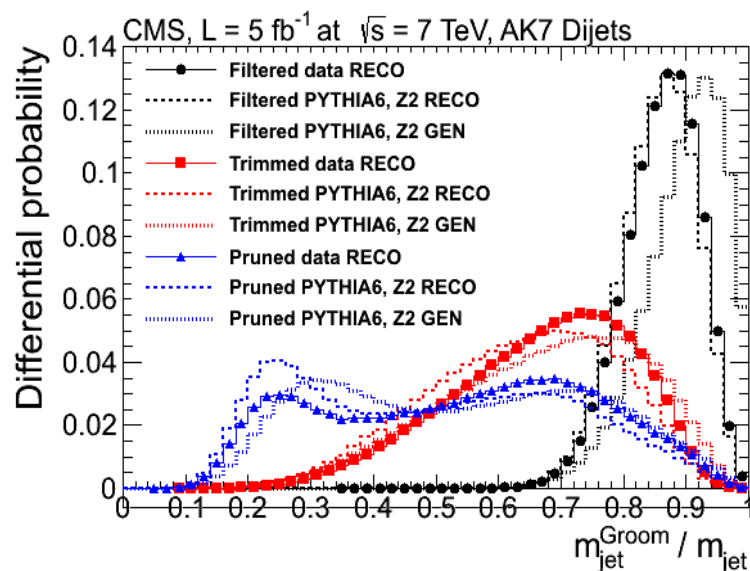 CMS, L = 5 fb⁻¹ at √s = 7 TeV, AK7 Dijets
Differential probability
0.14
0.12
0.1
0.08
0.06
0.04
0.02
0
Filtered data RECO
Filtered PYTHIA6, Z2 RECO
Filtered PYTHIA6, Z2 GEN
Trimmed data RECO
Trimmed PYTHIA6, Z2 RECO
Trimmed PYTHIA6, Z2 GEN
Pruned data RECO
Pruned PYTHIA6, Z2 RECO
Pruned PYTHIA6, Z2 GEN
0 0.1 0.2 0.3 0.4 0.5 0.6 0.7 0.8 0.9 1
m_jet^Groom / m_jet